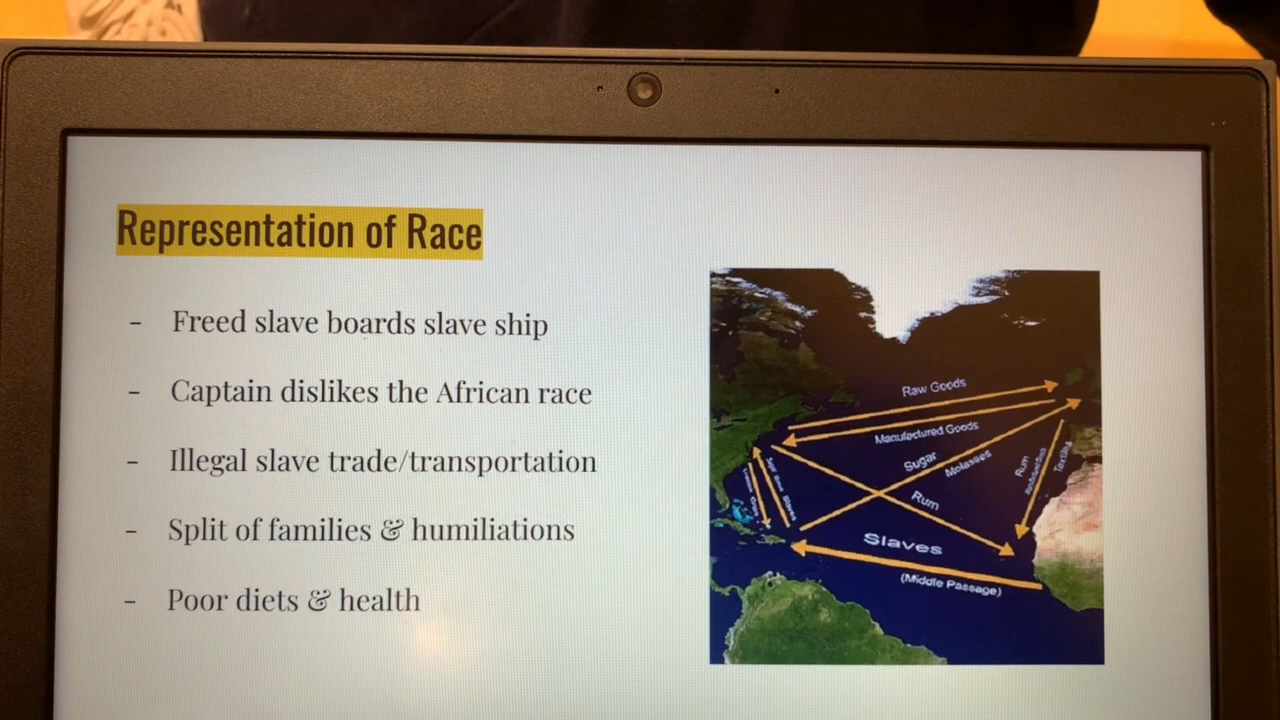 Representation of Race
- Freed slave boards slave ship
- Captain dislikes the African race
- Illegal slave trade/transportation
- Split of families & humiliations
- Poor diets & health
Raw Goods
Manufactured Goods
Sugar
Molasses
Rum
Rum
Textiles
Slaves
(Middle Passage)